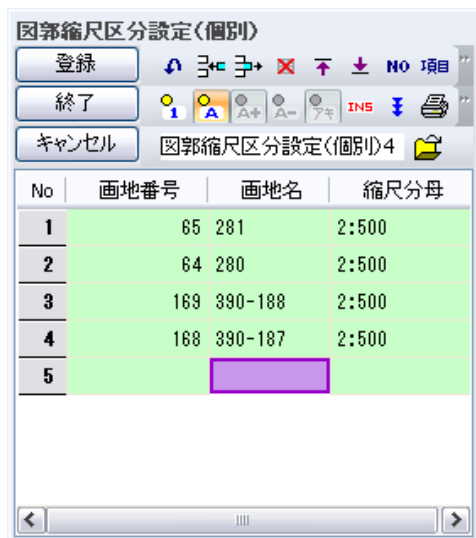 図郭縮尺区分設定(個別)
登録 NO 項目
終了 1 A A+ A- アキ INS
キャンセル 図郭縮尺区分設定(個別)4
No 画地番号 画地名 縮尺分母
1 65 281 2:500
2 64 280 2:500
3 169 390-188 2:500
4 168 390-187 2:500
5